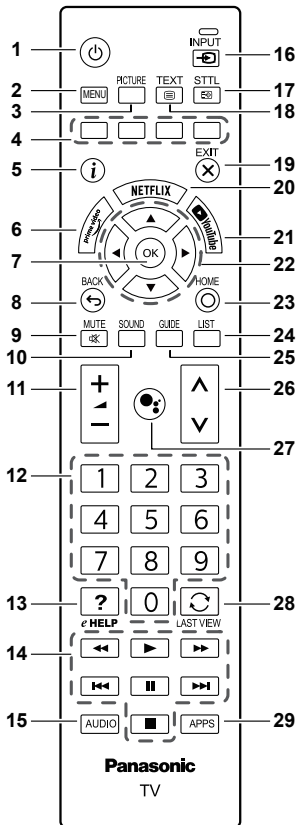 INPUT
1
16
MENU
PICTURE
TEXT
STTL
2
17
3
18
4
EXIT
5
i
19
NETFLIX
20
6
prime video
YouTube
21
7
OK
22
BACK
HOME
8
23
MUTE
SOUND
GUIDE
LIST
9
24
10
25
11
+
−
26
27
12
1 2 3
4 5 6
7 8 9
13
?
0
28
e HELP
LAST VIEW
14
15
AUDIO
APPS
29
Panasonic
TV